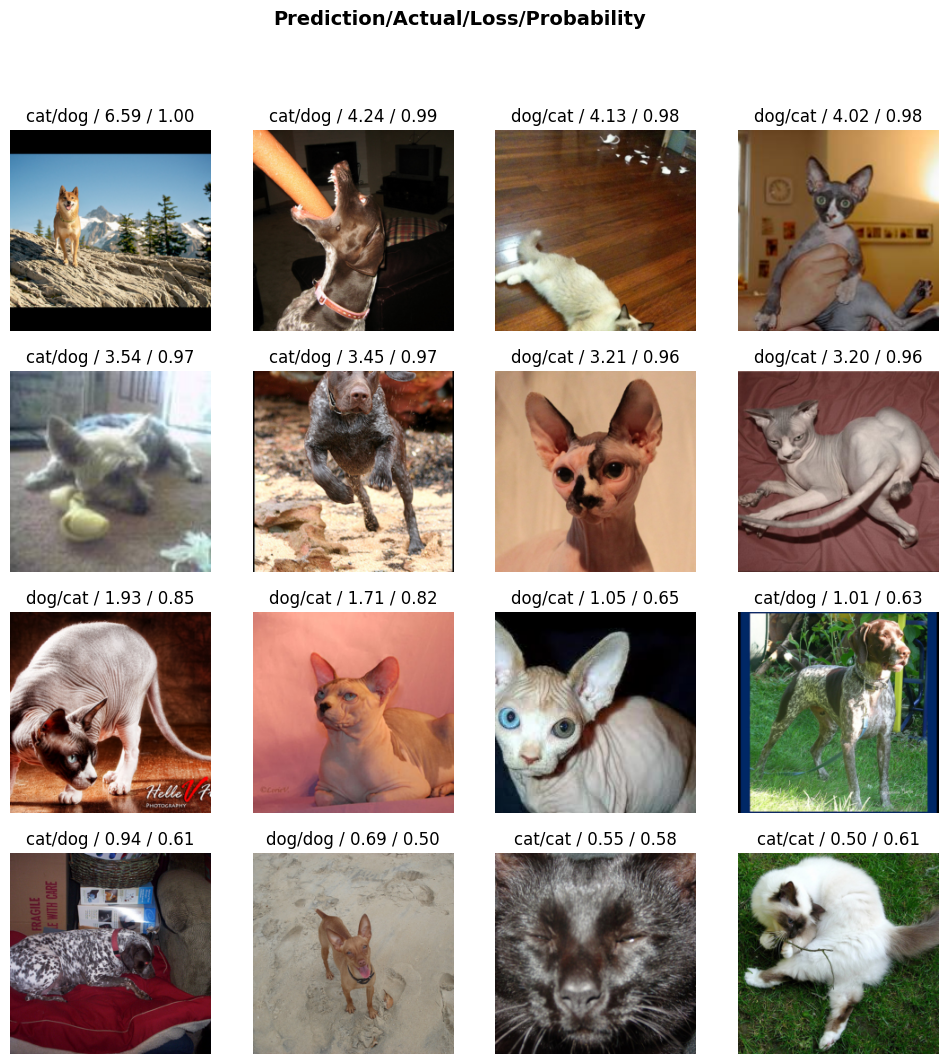 Prediction/Actual/Loss/Probability
cat/dog / 6.59 / 1.00
cat/dog / 4.24 / 0.99
dog/cat / 4.13 / 0.98
dog/cat / 4.02 / 0.98
cat/dog / 3.54 / 0.97
cat/dog / 3.45 / 0.97
dog/cat / 3.21 / 0.96
dog/cat / 3.20 / 0.96
dog/cat / 1.93 / 0.85
dog/cat / 1.71 / 0.82
dog/cat / 1.05 / 0.65
cat/dog / 1.01 / 0.63
Helle V
PHOTOGRAPHY
cat/dog / 0.94 / 0.61
dog/dog / 0.69 / 0.50
cat/cat / 0.55 / 0.58
cat/cat / 0.50 / 0.61
FRAGILE
WITH CARE